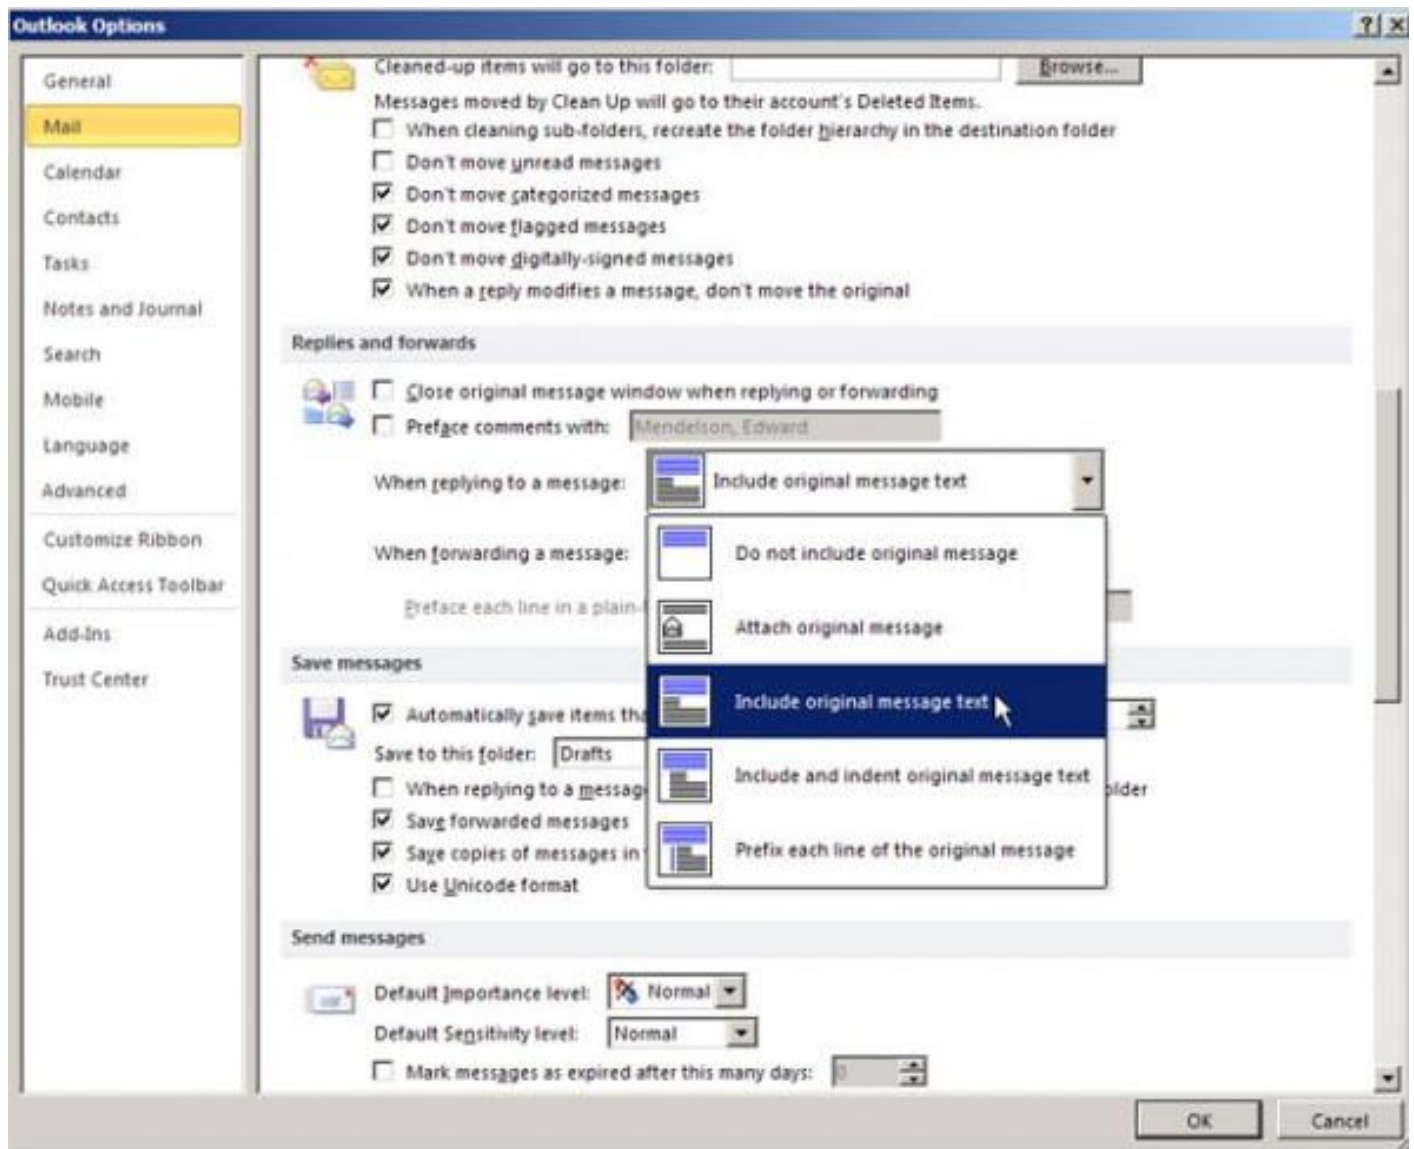 Outlook Options
General
Mail
Calendar
Contacts
Tasks
Notes and Journal
Search
Mobile
Language
Advanced
Customize Ribbon
Quick Access Toolbar
Add-Ins
Trust Center
Cleaned-up items will go to this folder: Browse...
Messages moved by Clean Up will go to their account's Deleted Items.
When cleaning sub-folders, recreate the folder hierarchy in the destination folder
Don't move unread messages
Don't move categorized messages
Don't move flagged messages
Don't move digitally-signed messages
When a reply modifies a message, don't move the original
Replies and forwards
Close original message window when replying or forwarding
Preface comments with: Mendelson, Edward
When replying to a message: Include original message text
Do not include original message
When forwarding a message:
Preface each line in a plain-
Attach original message
Save messages
Include original message text
Automatically save items tha
Save to this folder: Drafts
Include and indent original message text
When replying to a messag older
Save forwarded messages
Save copies of messages in
Prefix each line of the original message
Use Unicode format
Send messages
Default Importance level: Normal
Default Sensitivity level: Normal
Mark messages as expired after this many days: 0
OK Cancel